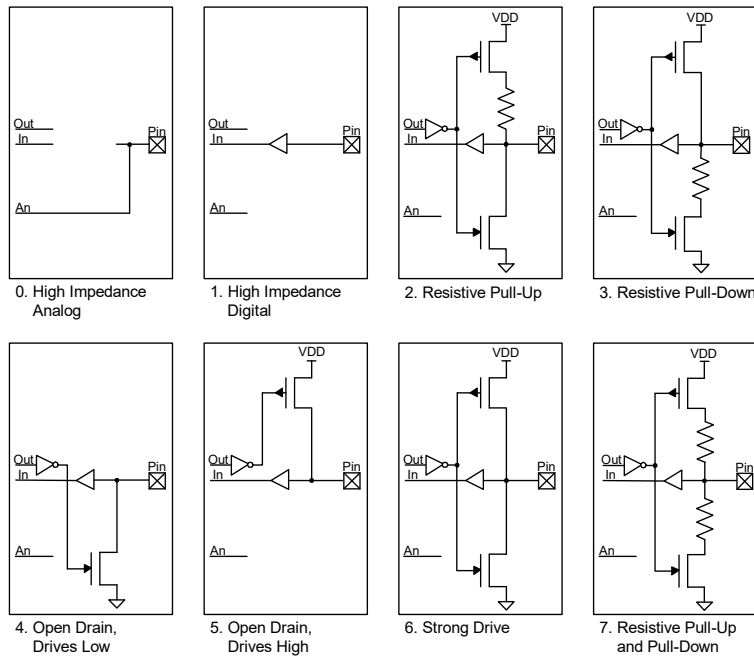 VDD
VDD
Out
In
Pin
An
Out
In
Pin
An
Out
In
Pin
An
Out
In
Pin
An
0. High Impedance
Analog
1. High Impedance
Digital
2. Resistive Pull-Up
3. Resistive Pull-Down
VDD
VDD
VDD
Out
In
Pin
An
Out
In
Pin
An
Out
In
Pin
An
Out
In
Pin
An
4. Open Drain,
Drives Low
5. Open Drain,
Drives High
6. Strong Drive
7. Resistive Pull-Up
and Pull-Down